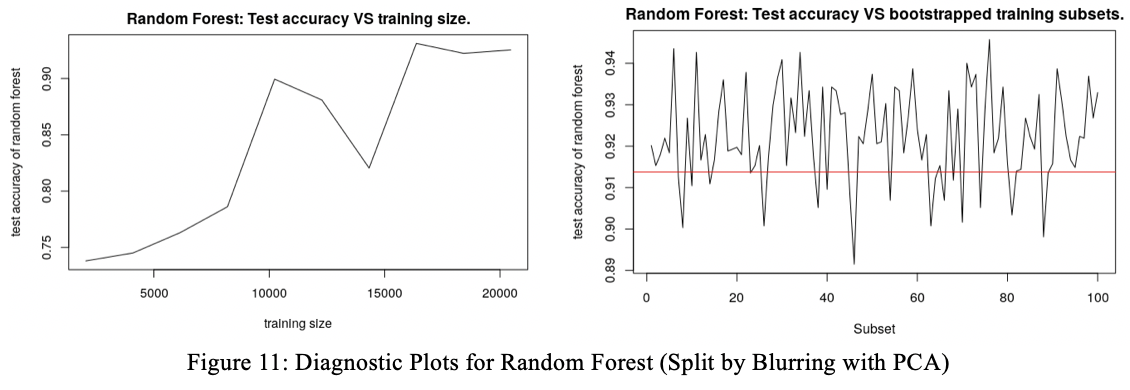 Random Forest: Test accuracy VS training size.
test accuracy of random forest
0.90
0.85
0.80
0.75
5000 10000 15000 20000
training size
Random Forest: Test accuracy VS bootstrapped training subsets.
test accuracy of random forest
0.94
0.93
0.92
0.91
0.90
0.89
0 20 40 60 80 100
Subset
Figure 11: Diagnostic Plots for Random Forest (Split by Blurring with PCA)